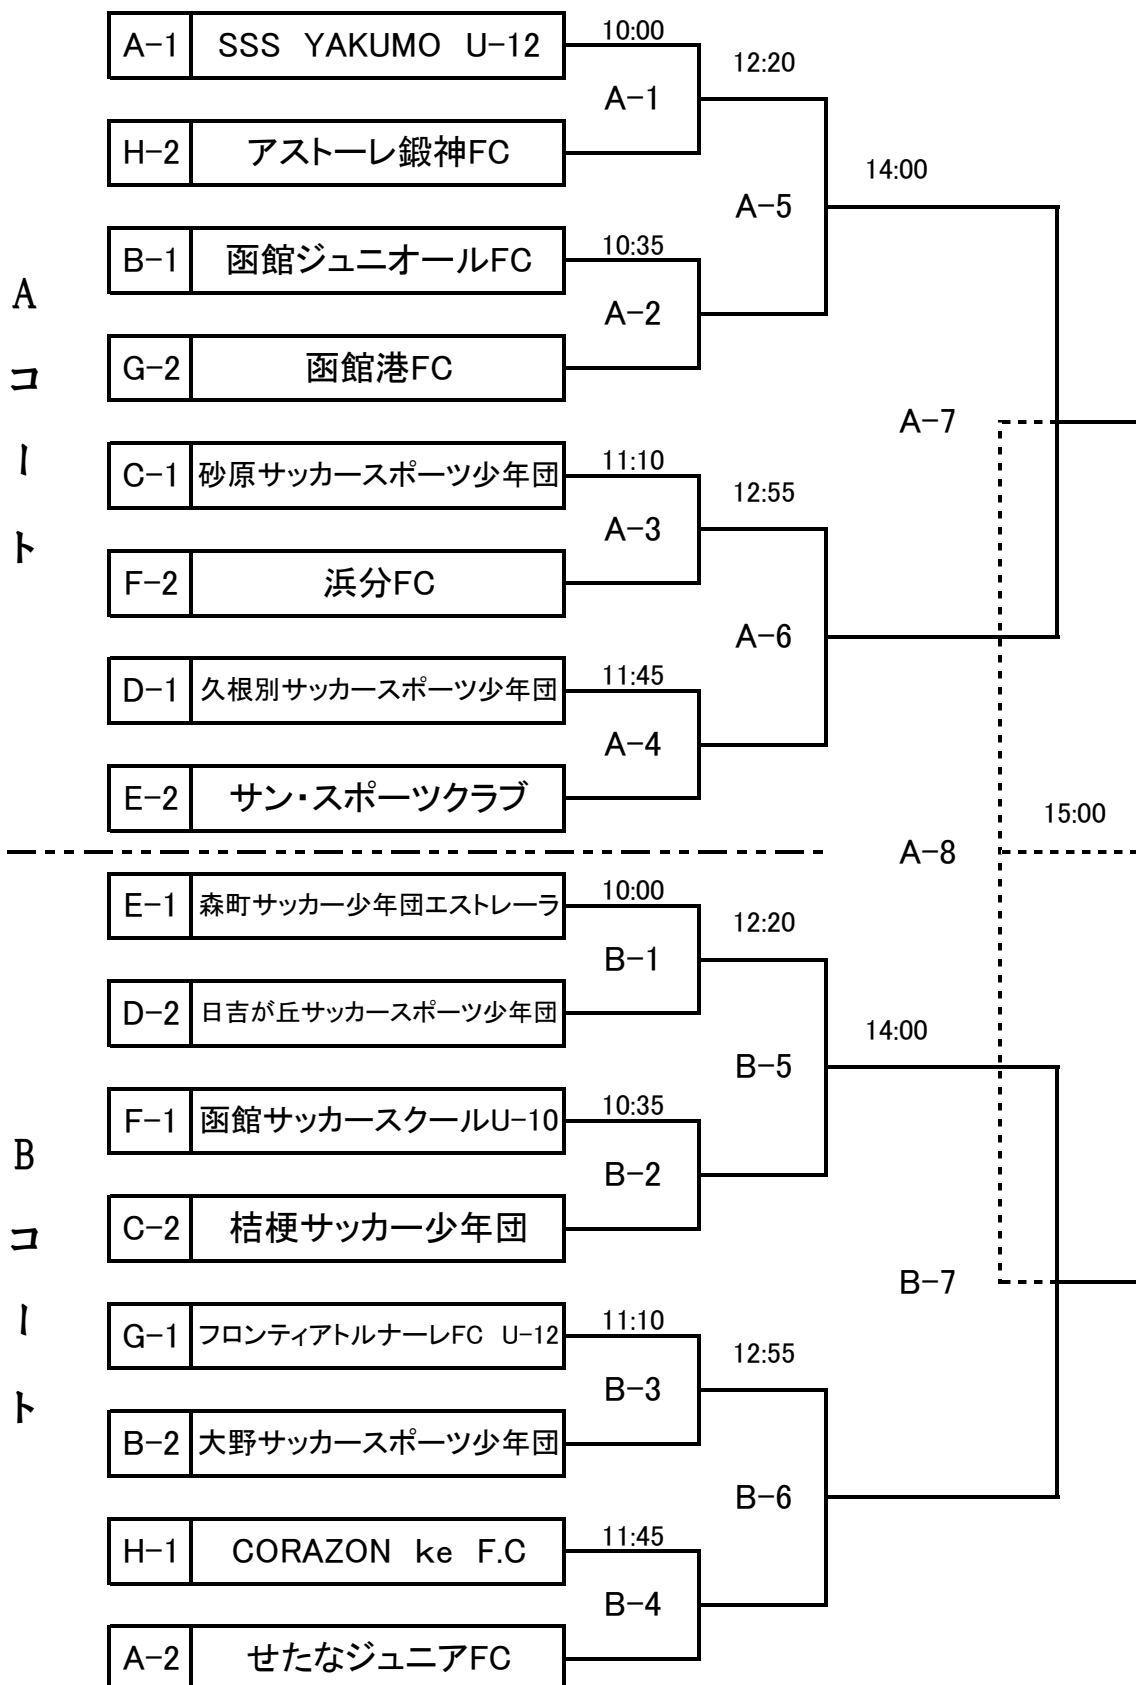 Aコート
A-1 SSS YAKUMO U-12
10:00
12:20
A-1
H-2 アストーレ鍛神FC
14:00
A-5
B-1 函館ジュニオールFC
10:35
A-2
G-2 函館港FC
A-7
C-1 砂原サッカースポーツ少年団
11:10
12:55
A-3
F-2 浜分FC
A-6
D-1 久根別サッカースポーツ少年団
11:45
A-4
E-2 サン・スポーツクラブ
15:00
A-8
Bコート
E-1 森町サッカー少年団エストレーラ
10:00
12:20
B-1
D-2 日吉が丘サッカースポーツ少年団
14:00
B-5
F-1 函館サッカースクールU-10
10:35
B-2
C-2 桔梗サッカー少年団
B-7
G-1 フロンティアトルナーレFC U-12
11:10
12:55
B-3
B-2 大野サッカースポーツ少年団
B-6
H-1 CORAZON ke F.C
11:45
B-4
A-2 せたなジュニアFC